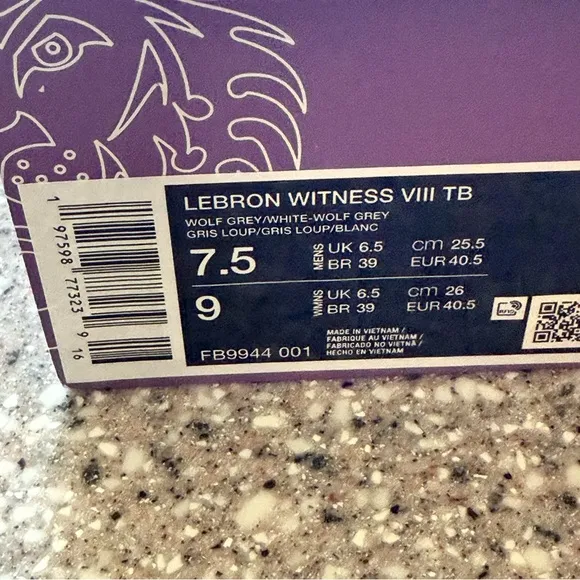 LEBRON WITNESS VIII TB
WOLF GREY/WHITE-WOLF GREY
GRIS LOUP/GRIS LOUP/BLANC
7.5 MENS UK 6.5 cm 25.5
BR 39 EUR 40.5
9 WMNS UK 6.5 cm 26
BR 39 EUR 40.5
RFID
FB9944 001
MADE IN VIETNAM /
FABRIQUE AU VIETNAM /
FABRICADO NO VIETNÃ /
HECHO EN VIETNAM
1 97598 77323 9 16